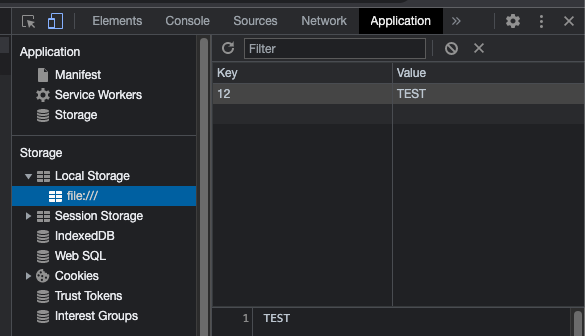 Elements Console Sources Network Application »
Application
Manifest
Service Workers
Storage
Storage
Local Storage
file:///
Session Storage
IndexedDB
Web SQL
Cookies
Trust Tokens
Interest Groups
Filter
Key Value
12 TEST
1 TEST